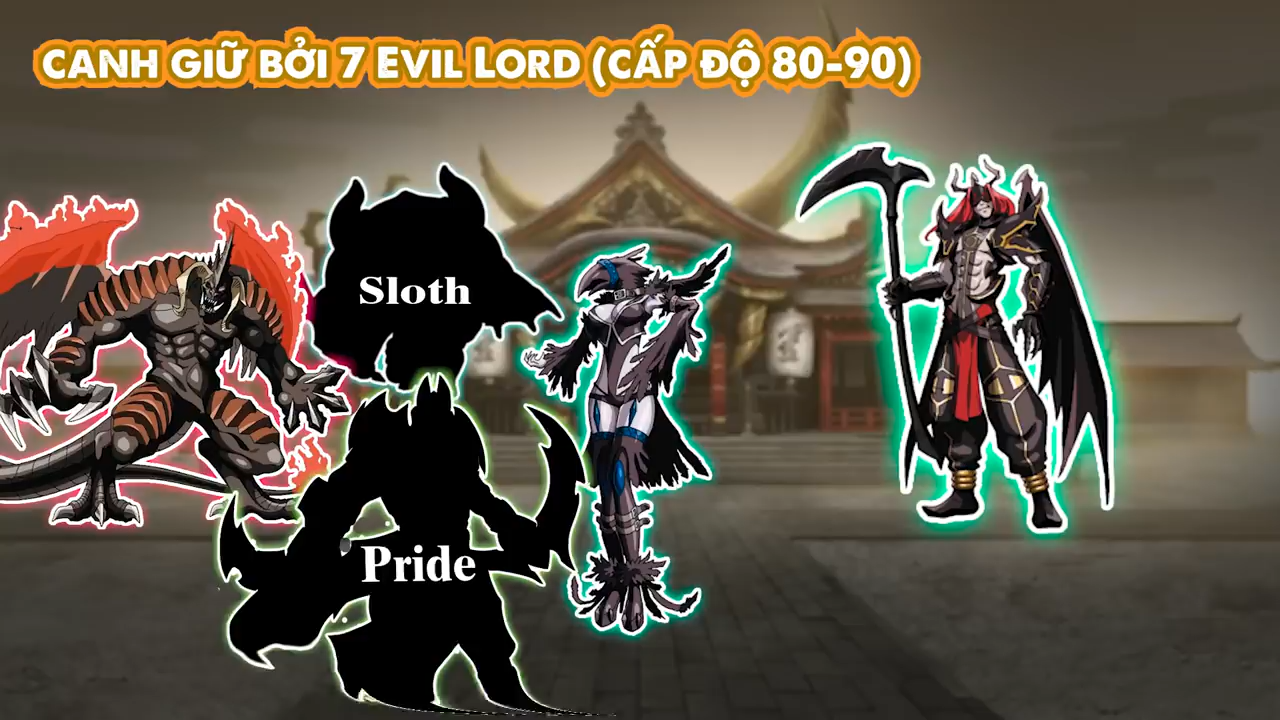 CANH GIỮ BỞI 7 EVIL LORD (CẤP ĐỘ 80-90)
Sloth
Pride